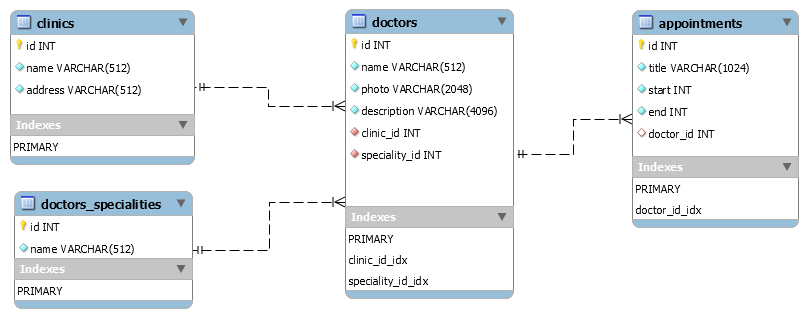 clinics
id INT
name VARCHAR(512)
address VARCHAR(512)
Indexes
PRIMARY
doctors_specialities
id INT
name VARCHAR(512)
Indexes
PRIMARY
doctors
id INT
name VARCHAR(512)
photo VARCHAR(2048)
description VARCHAR(4096)
clinic_id INT
speciality_id INT
Indexes
PRIMARY
clinic_id_idx
speciality_id_idx
appointments
id INT
title VARCHAR(1024)
start INT
end INT
doctor_id INT
Indexes
PRIMARY
doctor_id_idx